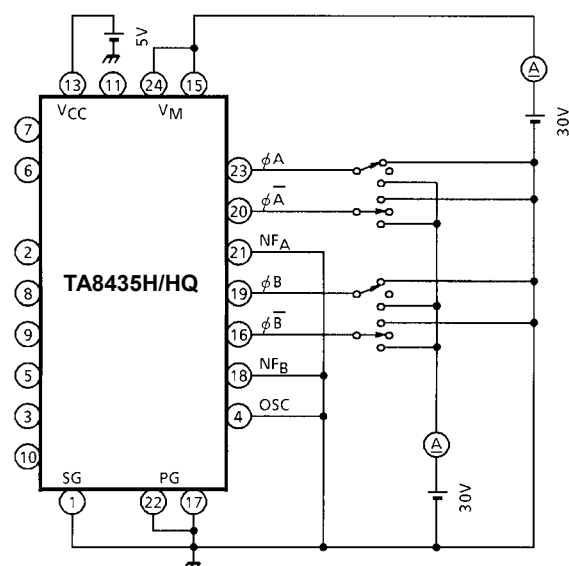 5V
13 11 24 15
A
VCC VM
30V
7
6
23 φA
20 φA̅
2
21 NFA
TA8435H/HQ
8
19 φB
9
16 φB̅
5
18 NFB
3
4 OSC
10
A
SG PG
1 22 17
30V